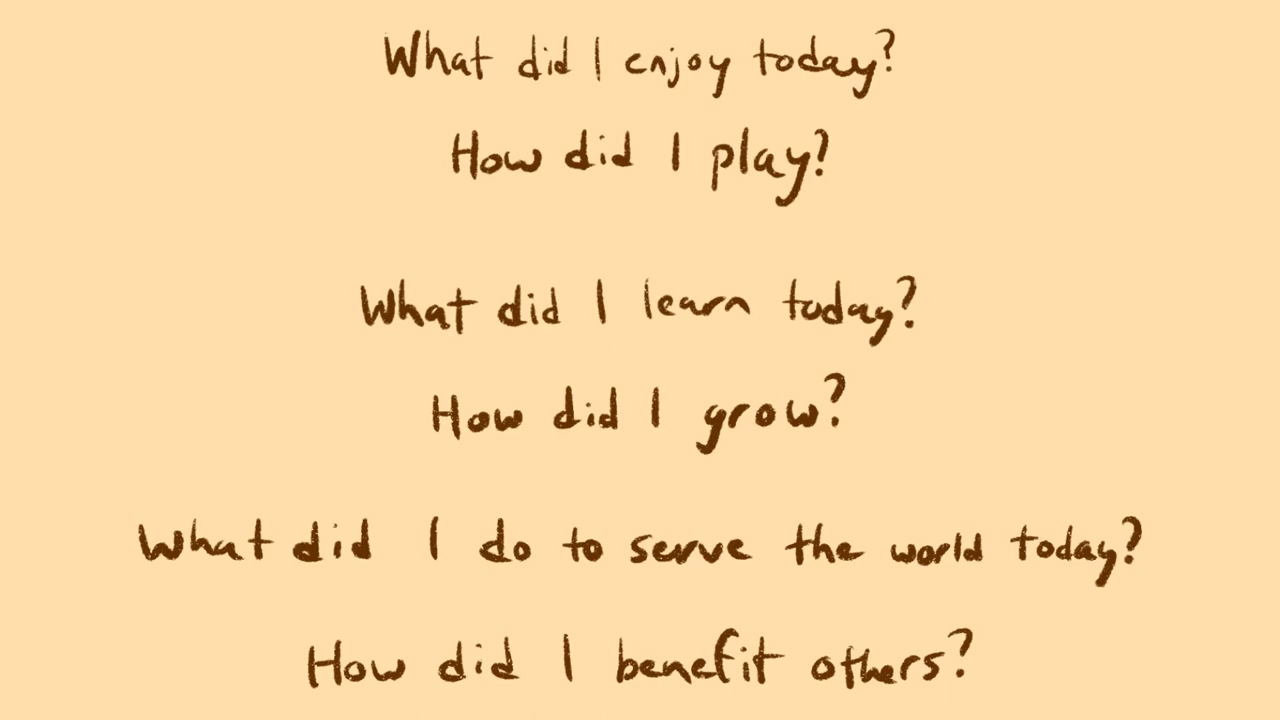 What did I enjoy today?
How did I play?
What did I learn today?
How did I grow?
What did I do to serve the world today?
How did I benefit others?